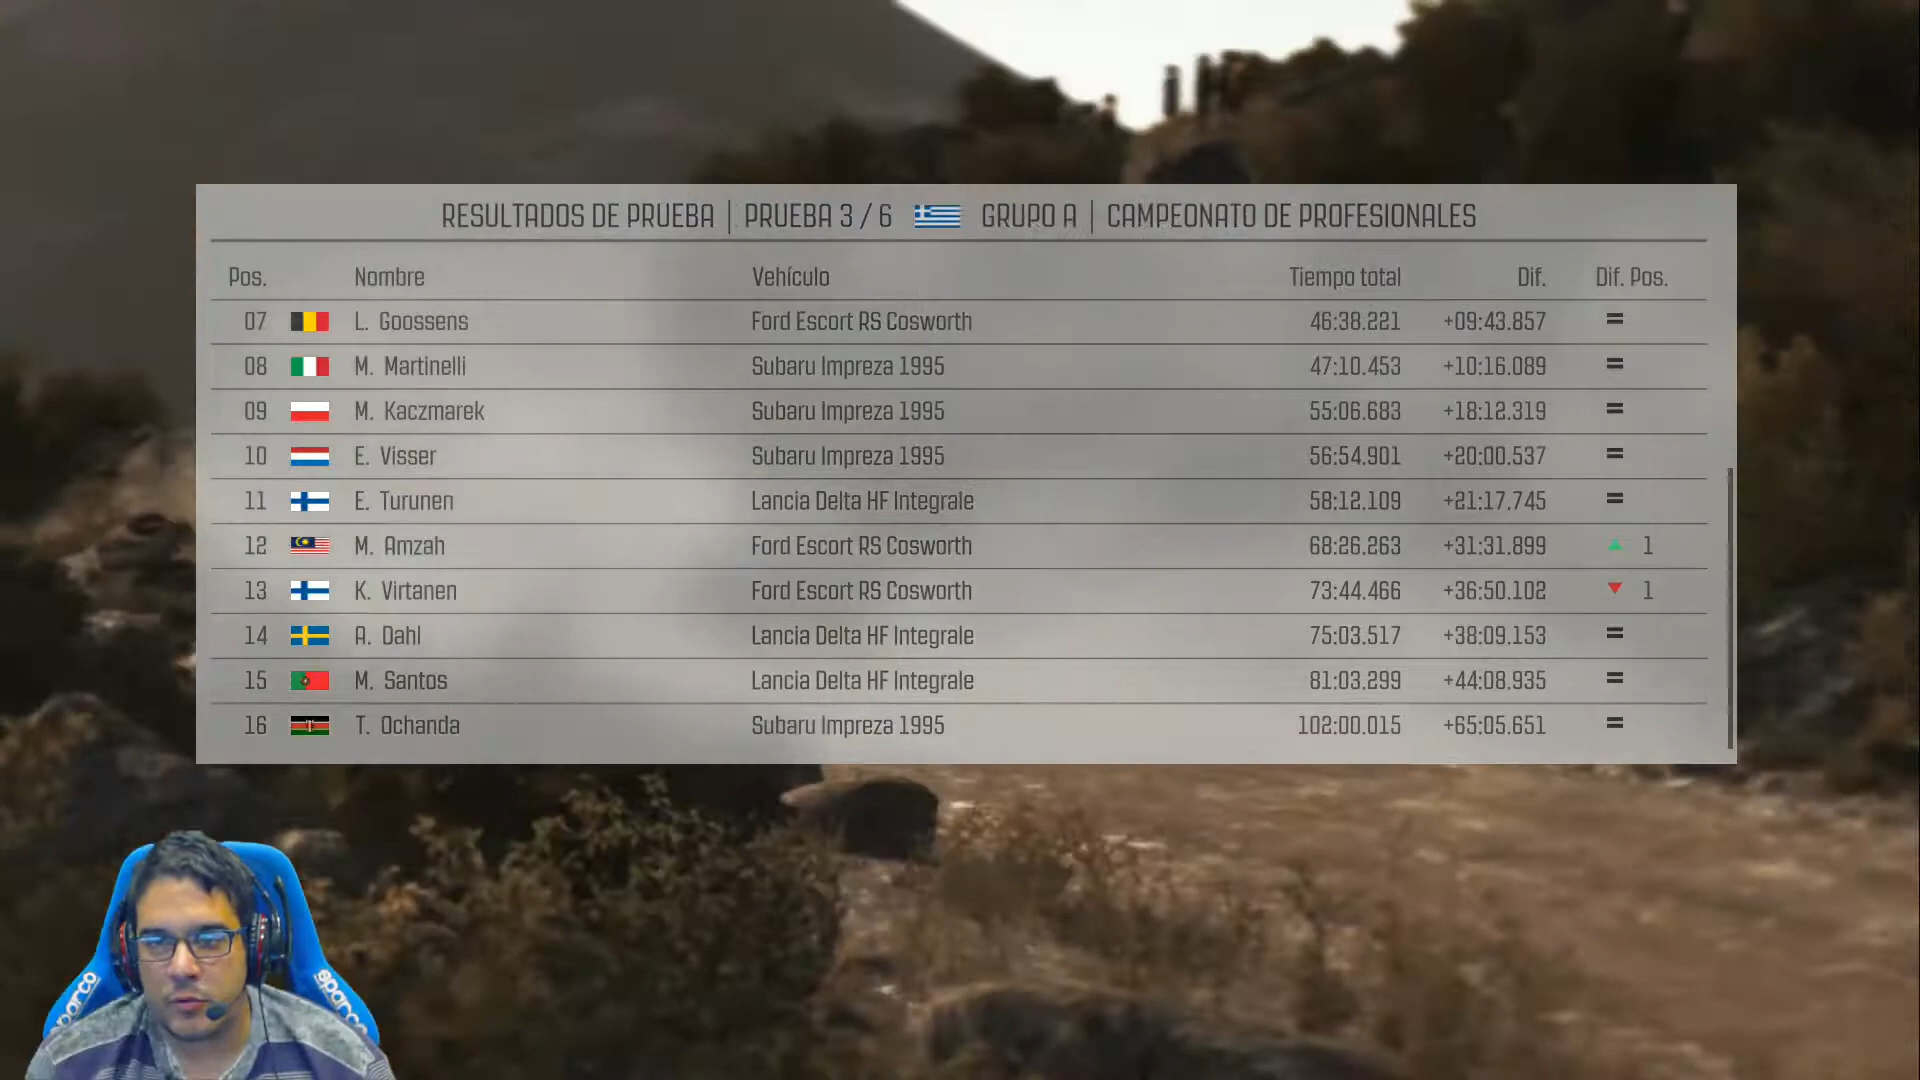 RESULTADOS DE PRUEBA | PRUEBA 3 / 6 GRUPO A | CAMPEONATO DE PROFESIONALES
Pos. Nombre Vehículo Tiempo total Dif. Dif. Pos.
07 L. Goossens Ford Escort RS Cosworth 46:38.221 +09:43.857 =
08 M. Martinelli Subaru Impreza 1995 47:10.453 +10:16.089 =
09 M. Kaczmarek Subaru Impreza 1995 55:06.683 +18:12.319 =
10 E. Visser Subaru Impreza 1995 56:54.901 +20:00.537 =
11 E. Turunen Lancia Delta HF Integrale 58:12.109 +21:17.745 =
12 M. Amzah Ford Escort RS Cosworth 68:26.263 +31:31.899 ▲ 1
13 K. Virtanen Ford Escort RS Cosworth 73:44.466 +36:50.102 ▼ 1
14 A. Dahl Lancia Delta HF Integrale 75:03.517 +38:09.153 =
15 M. Santos Lancia Delta HF Integrale 81:03.299 +44:08.935 =
16 T. Ochanda Subaru Impreza 1995 102:00.015 +65:05.651 =
sparco
sparco